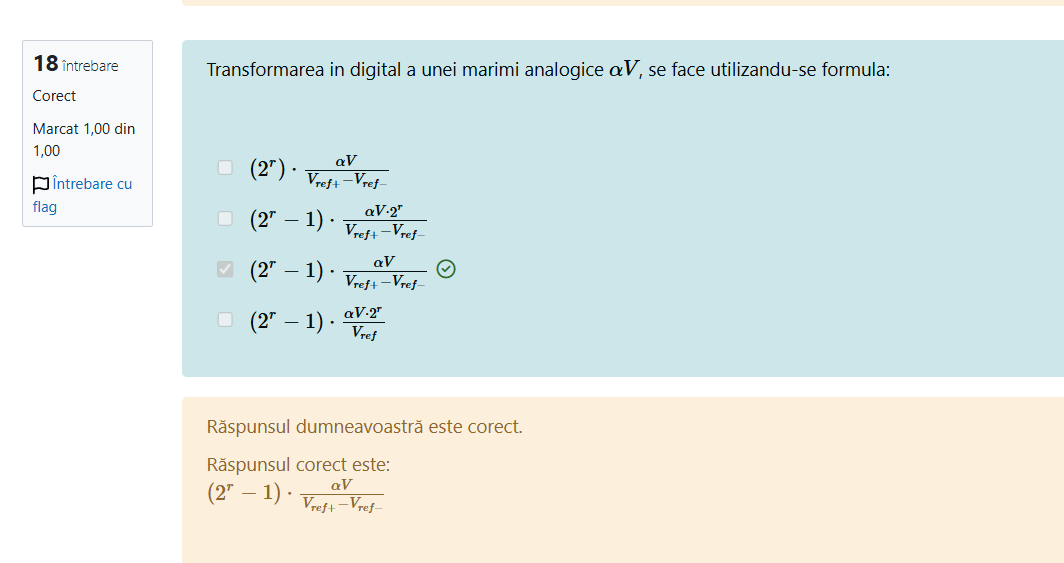 18 întrebare
Corect
Marcat 1,00 din
1,00
Întrebare cu
flag
Transformarea in digital a unei marimi analogice αV, se face utilizandu-se formula:
(2^r) · αV / (V_ref+ − V_ref−)
(2^r − 1) · αV·2^r / (V_ref+ − V_ref−)
(2^r − 1) · αV / (V_ref+ − V_ref−)
(2^r − 1) · αV·2^r / V_ref
Răspunsul dumneavoastră este corect.
Răspunsul corect este:
(2^r − 1) · αV / (V_ref+ − V_ref−)